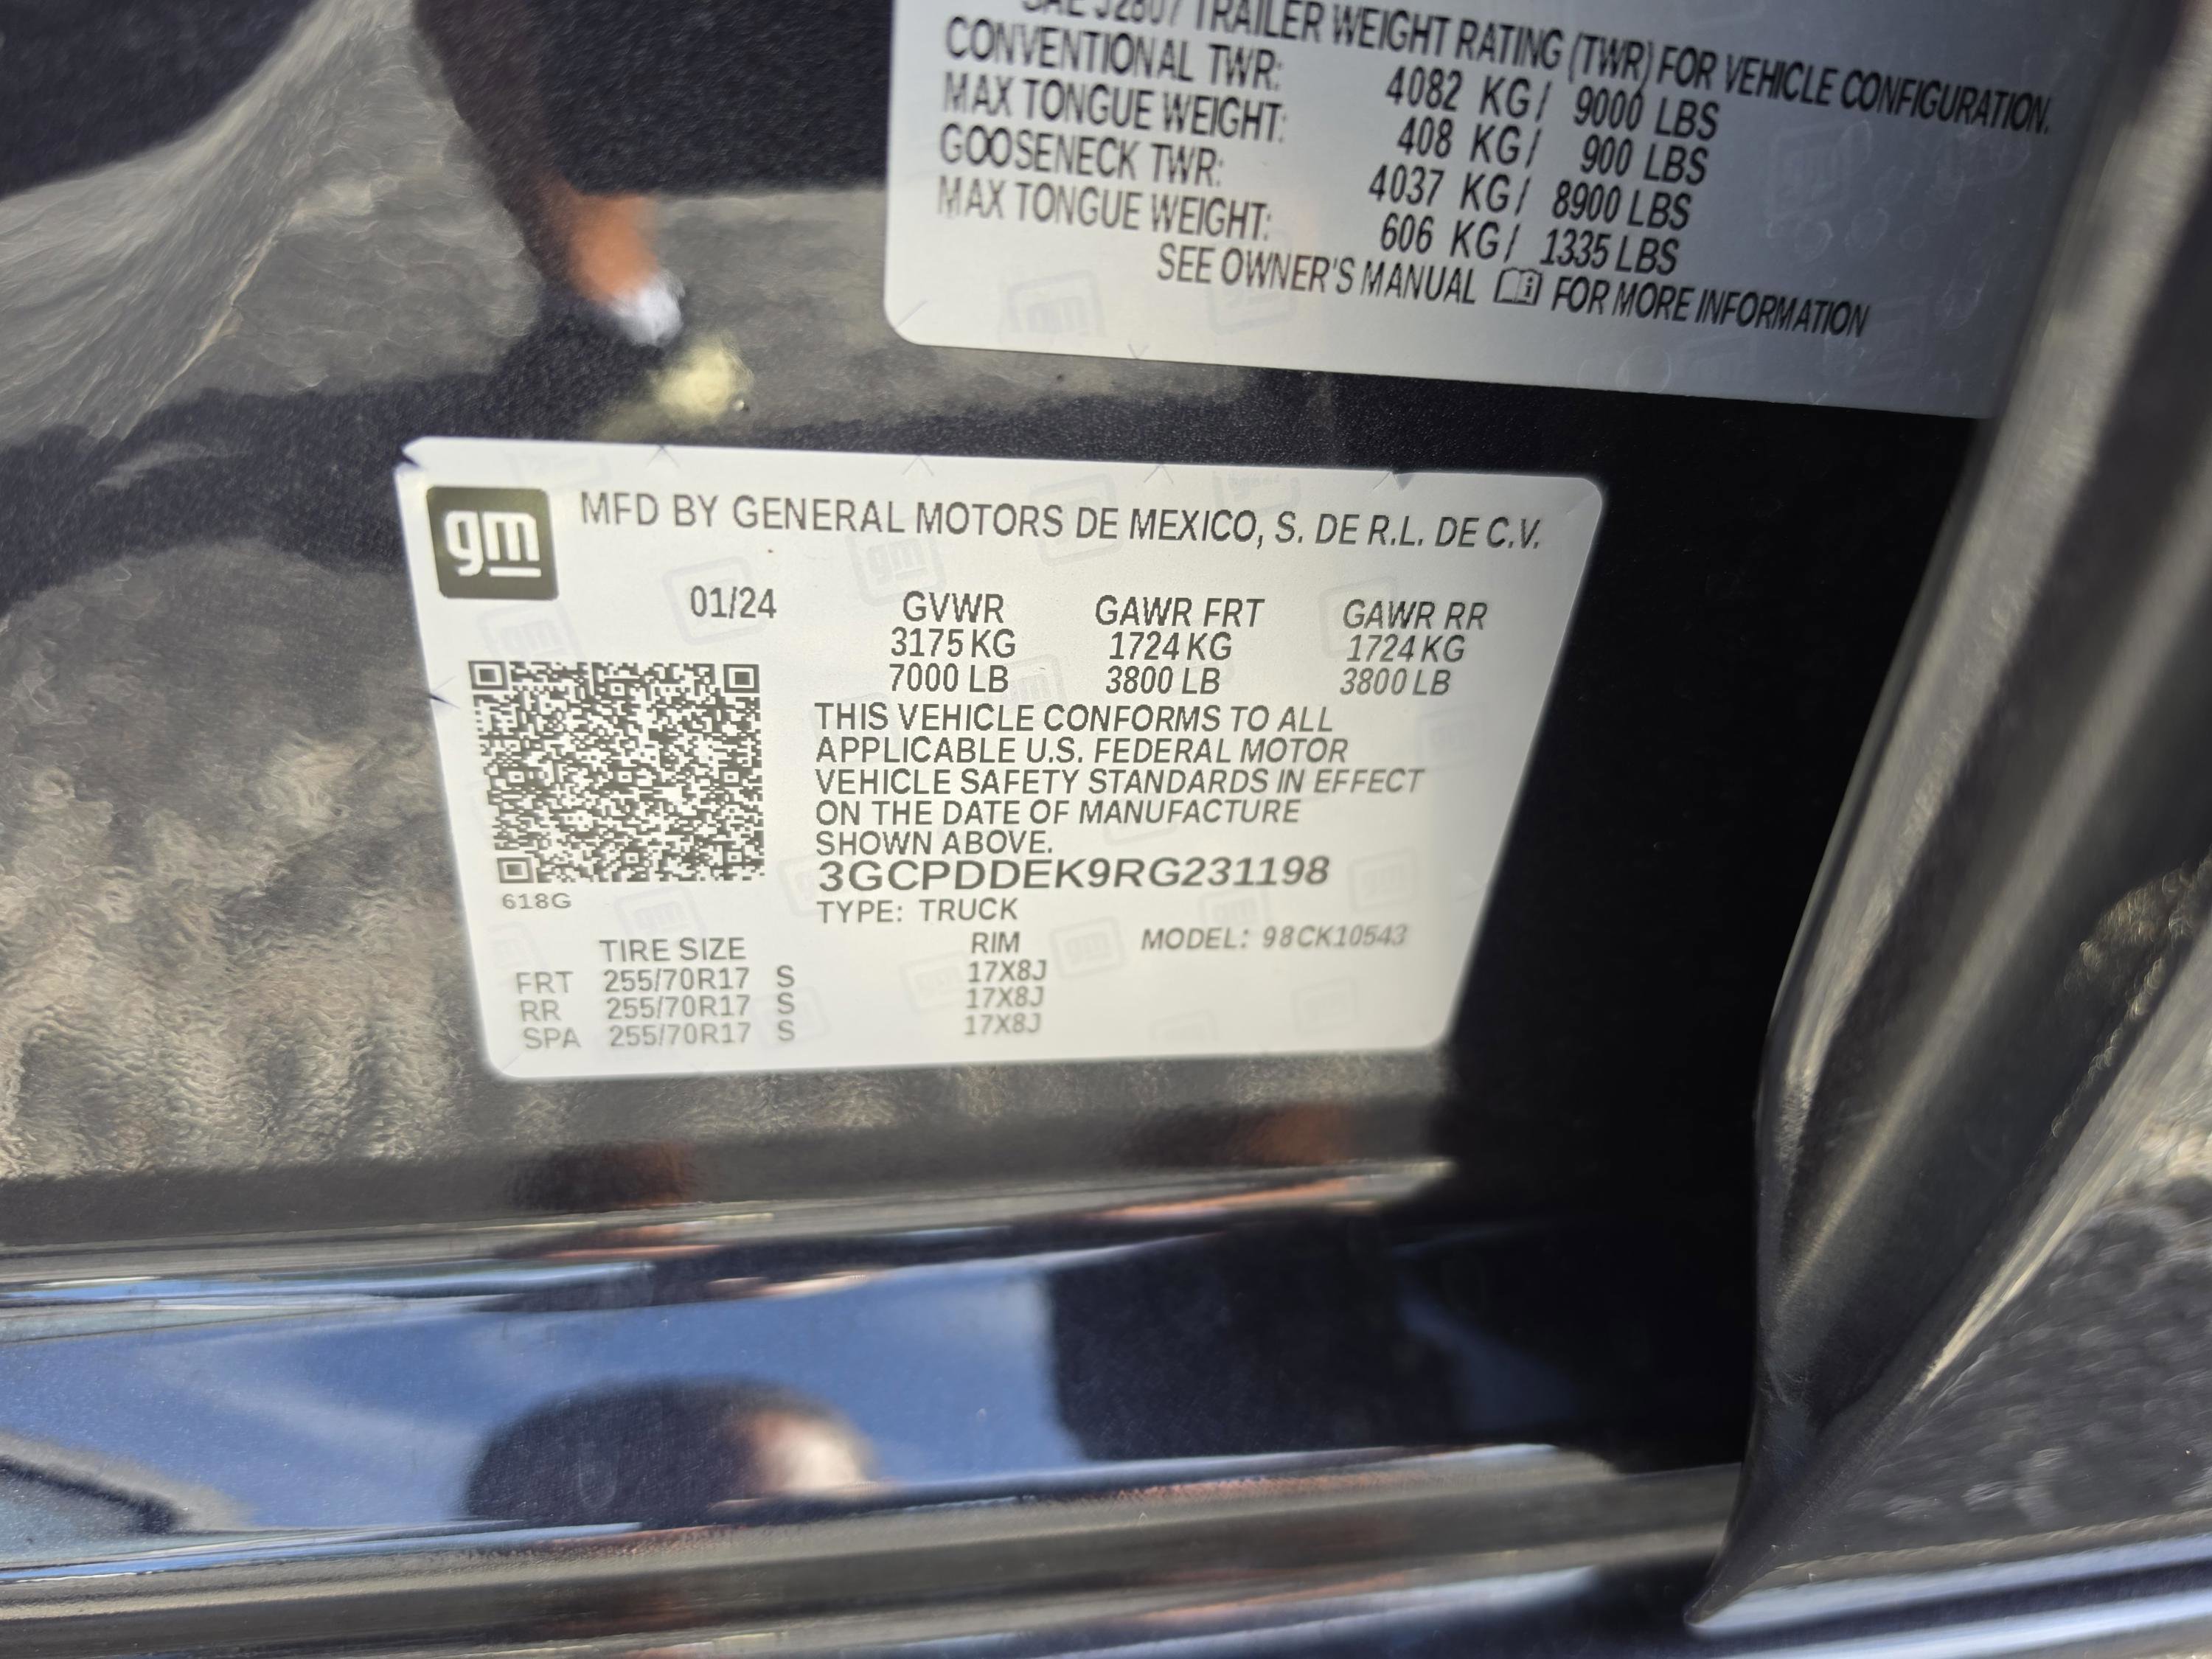 SAE J2807 TRAILER WEIGHT RATING (TWR) FOR VEHICLE CONFIGURATION.
CONVENTIONAL TWR: 4082 KG/ 9000 LBS
MAX TONGUE WEIGHT: 408 KG/ 900 LBS
GOOSENECK TWR: 4037 KG/ 8900 LBS
MAX TONGUE WEIGHT: 606 KG/ 1335 LBS
SEE OWNER'S MANUAL FOR MORE INFORMATION
gm MFD BY GENERAL MOTORS DE MEXICO, S. DE R.L. DE C.V.
01/24 GVWR GAWR FRT GAWR RR
3175 KG 1724 KG 1724 KG
7000 LB 3800 LB 3800 LB
THIS VEHICLE CONFORMS TO ALL
APPLICABLE U.S. FEDERAL MOTOR
VEHICLE SAFETY STANDARDS IN EFFECT
ON THE DATE OF MANUFACTURE
SHOWN ABOVE.
3GCPDDEK9RG231198
618G
TYPE: TRUCK
TIRE SIZE RIM MODEL: 98CK10543
FRT 255/70R17 S 17X8J
RR 255/70R17 S 17X8J
SPA 255/70R17 S 17X8J